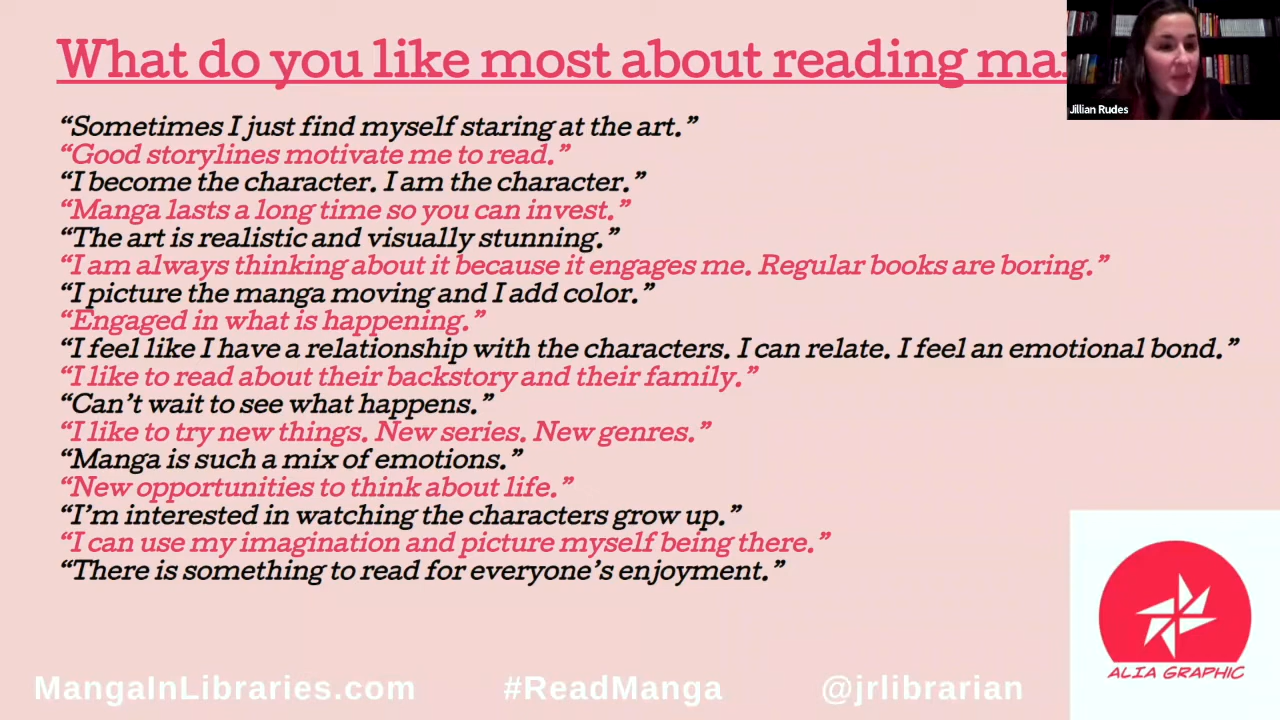 What do you like most about reading
Jillian Rudes
“Sometimes I just find myself staring at the art.”
“Good storylines motivate me to read.”
“I become the character. I am the character.”
“Manga lasts a long time so you can invest.”
“The art is realistic and visually stunning.”
“I am always thinking about it because it engages me. Regular books are boring.”
“I picture the manga moving and I add color.”
“Engaged in what is happening.”
“I feel like I have a relationship with the characters. I can relate. I feel an emotional bond.”
“I like to read about their backstory and their family.”
“Can’t wait to see what happens.”
“I like to try new things. New series. New genres.”
“Manga is such a mix of emotions.”
“New opportunities to think about life.”
“I’m interested in watching the characters grow up.”
“I can use my imagination and picture myself being there.”
“There is something to read for everyone’s enjoyment.”
ALIA GRAPHIC
MangaInLibraries.com #ReadManga @jrlibrarian